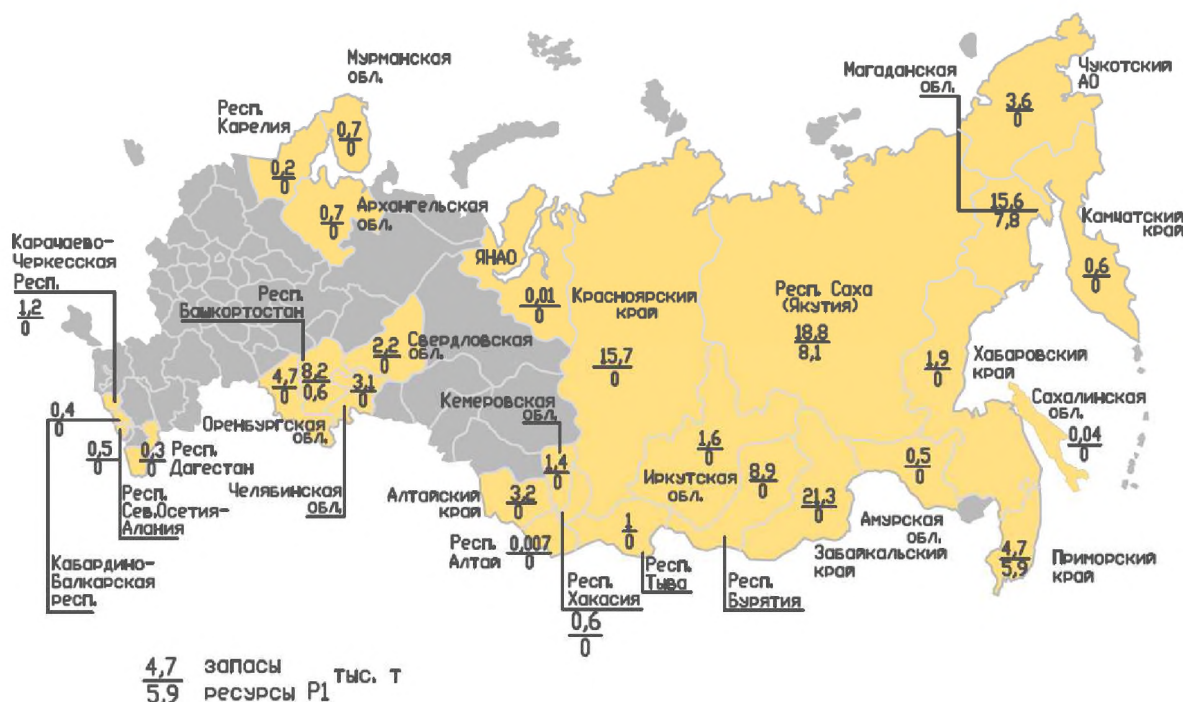 Мурманская
обл.
0,7
0
Респ.
Карелия
0,2
0
Архангельская
обл.
0,7
0
Магаданская
обл.
15,6
7,8
Чукотский
АО
3,6
0
Камчатский
край
0,6
0
Карачаево-
Черкесская
Респ.
1,2
0
ЯНАО
0,01
0
Красноярский
край
15,7
0
Респ. Саха
(Якутия)
18,8
8,1
Респ.
Башкортостан
8,2
0,6
Свердловская
обл.
2,2
0
4,7
0
Оренбургская
обл.
3,1
0
Челябинская
обл.
Хабаровский
край
1,9
0
Сахалинская
обл.
0,04
0
Кемеровская
обл.
1,4
0
0,4
0
0,5
0
0,3
0
Респ.
Дагестан
Респ.
Сев.Осетия-
Алания
Кабардино-
Валкарская
респ.
Алтайский
край
3,2
0
Респ.
Алтай
0,007
0
Респ.
Хакасия
0,6
0
1
0
Респ.
Тыва
1,6
0
Иркутская
обл.
8,9
0
Респ.
Бурятия
21,3
0
Забайкальский
край
0,5
0
Амурская
обл.
4,7
5,9
Приморский
край
4,7 запасы
5,9 ресурсы Р1 тыс. т